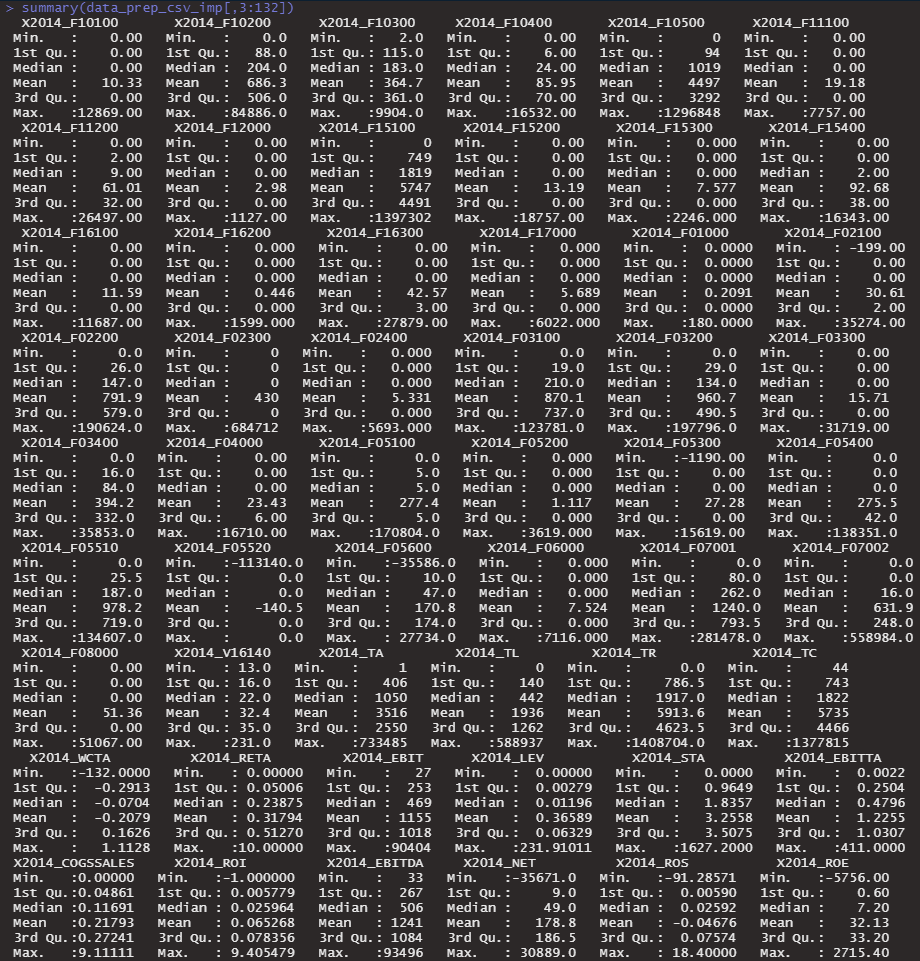 > summary(data_prep_csv_imp[,3:132])
X2014_F10100 X2014_F10200 X2014_F10300 X2014_F10400 X2014_F10500 X2014_F11100
Min. : 0.00 Min. : 0.0 Min. : 2.0 Min. : 0.00 Min. : 0 Min. : 0.00
1st Qu.: 0.00 1st Qu.: 88.0 1st Qu.: 115.0 1st Qu.: 6.00 1st Qu.: 94 1st Qu.: 0.00
Median : 0.00 Median : 204.0 Median : 183.0 Median : 24.00 Median : 1019 Median : 0.00
Mean : 10.33 Mean : 686.3 Mean : 364.7 Mean : 85.95 Mean : 4497 Mean : 19.18
3rd Qu.: 0.00 3rd Qu.: 506.0 3rd Qu.: 361.0 3rd Qu.: 70.00 3rd Qu.: 3292 3rd Qu.: 0.00
Max. :12869.00 Max. :84886.0 Max. :9904.0 Max. :16532.00 Max. :1296848 Max. :7757.00
X2014_F11200 X2014_F12000 X2014_F15100 X2014_F15200 X2014_F15300 X2014_F15400
Min. : 0.00 Min. : 0.00 Min. : 0 Min. : 0.00 Min. : 0.000 Min. : 0.00
1st Qu.: 2.00 1st Qu.: 0.00 1st Qu.: 749 1st Qu.: 0.00 1st Qu.: 0.000 1st Qu.: 0.00
Median : 9.00 Median : 0.00 Median : 1819 Median : 0.00 Median : 0.000 Median : 2.00
Mean : 61.01 Mean : 2.98 Mean : 5747 Mean : 13.19 Mean : 7.577 Mean : 92.68
3rd Qu.: 32.00 3rd Qu.: 0.00 3rd Qu.: 4491 3rd Qu.: 0.00 3rd Qu.: 0.000 3rd Qu.: 38.00
Max. :26497.00 Max. :1127.00 Max. :1397302 Max. :18757.00 Max. :2246.000 Max. :16343.00
X2014_F16100 X2014_F16200 X2014_F16300 X2014_F17000 X2014_F01000 X2014_F02100
Min. : 0.00 Min. : 0.000 Min. : 0.00 Min. : 0.000 Min. : 0.0000 Min. : -199.00
1st Qu.: 0.00 1st Qu.: 0.000 1st Qu.: 0.00 1st Qu.: 0.000 1st Qu.: 0.0000 1st Qu.: 0.00
Median : 0.00 Median : 0.000 Median : 0.00 Median : 0.000 Median : 0.0000 Median : 0.00
Mean : 11.59 Mean : 0.446 Mean : 42.57 Mean : 5.689 Mean : 0.2091 Mean : 30.61
3rd Qu.: 0.00 3rd Qu.: 0.000 3rd Qu.: 3.00 3rd Qu.: 0.000 3rd Qu.: 0.0000 3rd Qu.: 2.00
Max. :11687.00 Max. :1599.000 Max. :27879.00 Max. :6022.000 Max. :180.0000 Max. :35274.00
X2014_F02200 X2014_F02300 X2014_F02400 X2014_F03100 X2014_F03200 X2014_F03300
Min. : 0.0 Min. : 0 Min. : 0.000 Min. : 0.0 Min. : 0.0 Min. : 0.00
1st Qu.: 26.0 1st Qu.: 0 1st Qu.: 0.000 1st Qu.: 19.0 1st Qu.: 29.0 1st Qu.: 0.00
Median : 147.0 Median : 0 Median : 0.000 Median : 210.0 Median : 134.0 Median : 0.00
Mean : 791.9 Mean : 430 Mean : 5.331 Mean : 870.1 Mean : 960.7 Mean : 15.71
3rd Qu.: 579.0 3rd Qu.: 0 3rd Qu.: 0.000 3rd Qu.: 737.0 3rd Qu.: 490.5 3rd Qu.: 0.00
Max. :190624.0 Max. :684712 Max. :5693.000 Max. :123781.0 Max. :197796.0 Max. :31719.00
X2014_F03400 X2014_F04000 X2014_F05100 X2014_F05200 X2014_F05300 X2014_F05400
Min. : 0.0 Min. : 0.00 Min. : 0.0 Min. : 0.000 Min. :-1190.00 Min. : 0.0
1st Qu.: 16.0 1st Qu.: 0.00 1st Qu.: 5.0 1st Qu.: 0.000 1st Qu.: 0.00 1st Qu.: 0.0
Median : 84.0 Median : 0.00 Median : 5.0 Median : 0.000 Median : 0.00 Median : 0.0
Mean : 394.2 Mean : 23.43 Mean : 277.4 Mean : 1.117 Mean : 27.28 Mean : 275.5
3rd Qu.: 332.0 3rd Qu.: 6.00 3rd Qu.: 5.0 3rd Qu.: 0.000 3rd Qu.: 0.00 3rd Qu.: 42.0
Max. :35853.0 Max. :16710.00 Max. :170804.0 Max. :3619.000 Max. :15619.00 Max. :138351.0
X2014_F05510 X2014_F05520 X2014_F05600 X2014_F06000 X2014_F07001 X2014_F07002
Min. : 0.0 Min. :-113140.0 Min. :-35586.0 Min. : 0.000 Min. : 0.0 Min. : 0.0
1st Qu.: 25.5 1st Qu.: 0.0 1st Qu.: 10.0 1st Qu.: 0.000 1st Qu.: 80.0 1st Qu.: 0.0
Median : 187.0 Median : 0.0 Median : 47.0 Median : 0.000 Median : 262.0 Median : 16.0
Mean : 978.2 Mean : -140.5 Mean : 170.8 Mean : 7.524 Mean : 1240.0 Mean : 631.9
3rd Qu.: 719.0 3rd Qu.: 0.0 3rd Qu.: 174.0 3rd Qu.: 0.000 3rd Qu.: 793.5 3rd Qu.: 248.0
Max. :134607.0 Max. : 0.0 Max. : 27734.0 Max. :7116.000 Max. :281478.0 Max. :558984.0
X2014_F08000 X2014_V16140 X2014_TA X2014_TL X2014_TR X2014_TC
Min. : 0.00 Min. : 13.0 Min. : 1 Min. : 0 Min. : 0.0 Min. : 44
1st Qu.: 0.00 1st Qu.: 16.0 1st Qu.: 406 1st Qu.: 140 1st Qu.: 786.5 1st Qu.: 743
Median : 0.00 Median : 22.0 Median : 1050 Median : 442 Median : 1917.0 Median : 1822
Mean : 51.36 Mean : 32.4 Mean : 3516 Mean : 1936 Mean : 5913.6 Mean : 5735
3rd Qu.: 0.00 3rd Qu.: 35.0 3rd Qu.: 2550 3rd Qu.: 1262 3rd Qu.: 4623.5 3rd Qu.: 4466
Max. :51067.00 Max. :231.0 Max. :733485 Max. :588937 Max. :1408704.0 Max. :1377815
X2014_WCTA X2014_RETA X2014_EBIT X2014_LEV X2014_STA X2014_EBITTA
Min. :-132.0000 Min. : 0.00000 Min. : 27 Min. : 0.00000 Min. : 0.0000 Min. : 0.0022
1st Qu.: -0.2913 1st Qu.: 0.05006 1st Qu.: 253 1st Qu.: 0.00279 1st Qu.: 0.9649 1st Qu.: 0.2504
Median : -0.0704 Median : 0.23875 Median : 469 Median : 0.01196 Median : 1.8357 Median : 0.4796
Mean : -0.2079 Mean : 0.31794 Mean : 1155 Mean : 0.36589 Mean : 3.2558 Mean : 1.2255
3rd Qu.: 0.1626 3rd Qu.: 0.51270 3rd Qu.: 1018 3rd Qu.: 0.06329 3rd Qu.: 3.5075 3rd Qu.: 1.0307
Max. : 1.1128 Max. :10.00000 Max. :90404 Max. :231.91011 Max. :1627.2000 Max. :411.0000
X2014_COGSSALES X2014_ROI X2014_EBITDA X2014_NET X2014_ROS X2014_ROE
Min. :0.00000 Min. :-1.000000 Min. : 33 Min. :-35671.0 Min. :-91.28571 Min. :-5756.00
1st Qu.:0.04861 1st Qu.: 0.005779 1st Qu.: 267 1st Qu.: 9.0 1st Qu.: 0.00590 1st Qu.: 0.60
Median :0.11691 Median : 0.025964 Median : 506 Median : 49.0 Median : 0.02592 Median : 7.20
Mean :0.21793 Mean : 0.065268 Mean : 1241 Mean : 178.8 Mean : -0.04676 Mean : 32.13
3rd Qu.:0.27241 3rd Qu.: 0.078356 3rd Qu.: 1084 3rd Qu.: 186.5 3rd Qu.: 0.07574 3rd Qu.: 33.20
Max. :9.11111 Max. : 9.405479 Max. :93496 Max. : 30889.0 Max. : 18.40000 Max. : 2715.40